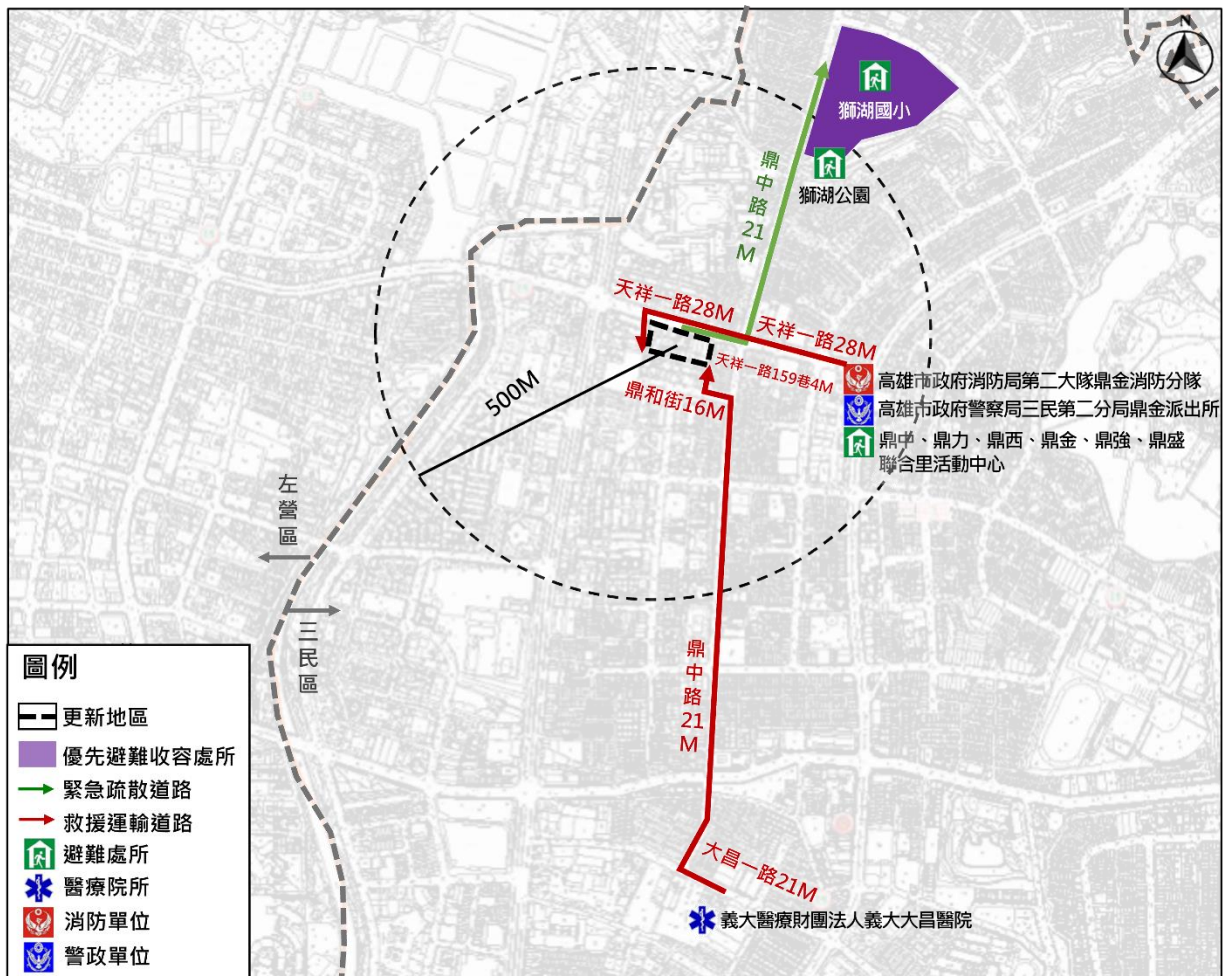 N
獅湖國小
獅湖公園
鼎中路21M
天祥一路28M
天祥一路28M
天祥一路159巷4M
鼎和街16M
500M
高雄市政府消防局第二大隊鼎金消防分隊
高雄市政府警察局三民第二分局鼎金派出所
鼎中、鼎力、鼎西、鼎金、鼎強、鼎盛
聯合里活動中心
左營區
三民區
鼎中路21M
大昌一路21M
義大醫療財團法人義大大昌醫院
圖例
更新地區
優先避難收容處所
緊急疏散道路
救援運輸道路
避難處所
醫療院所
消防單位
警政單位